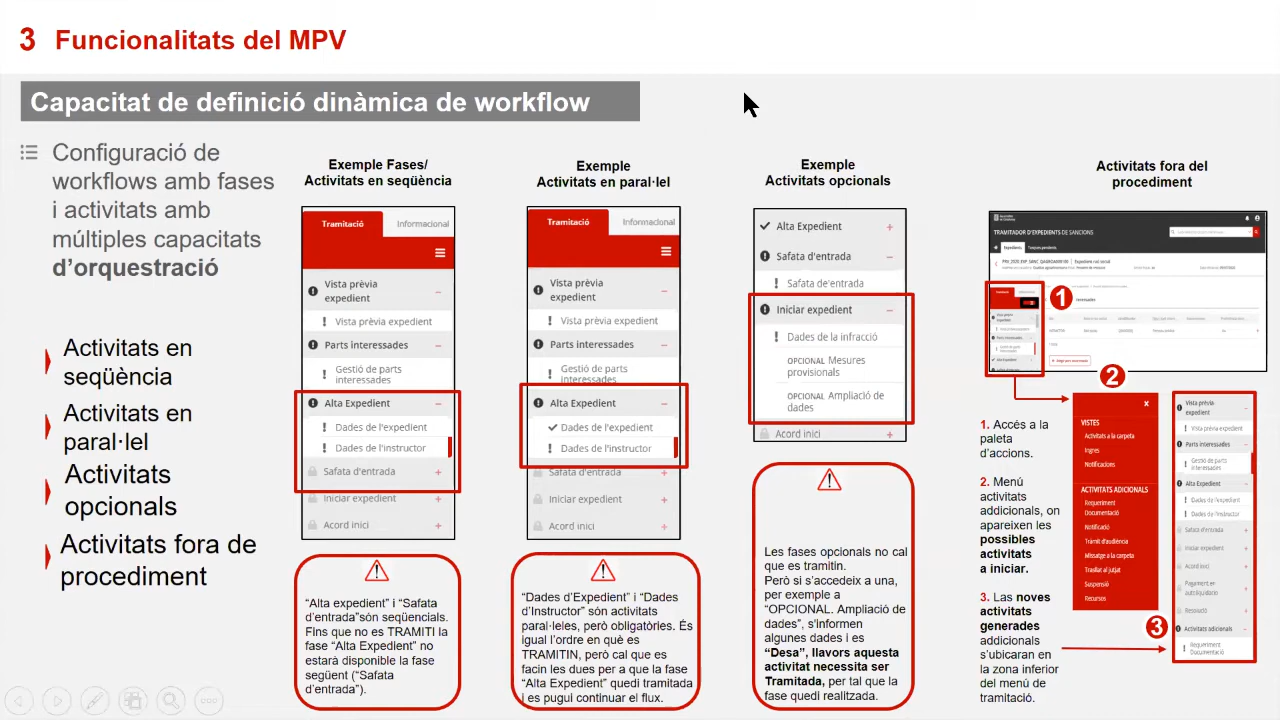 3 Funcionalitats del MPV
Capacitat de definició dinàmica de workflow
Configuració de
workflows amb fases
i activitats amb
múltiples capacitats
d'orquestració
Activitats en
seqüència
Activitats en
paral·lel
Activitats
opcionals
Activitats fora de
procediment
Exemple Fases/
Activitats en seqüència
Tramitació Informacional
Vista prèvia
expedient
Vista prèvia expedient
Parts interessades
Gestió de parts
interessades
Alta Expedient
Dades de l'expedient
Dades de l'instructor
Safata d'entrada
Iniciar expedient
Acord inici
"Alta expedient" i "Safata
d'entrada"són seqüencials.
Fins que no es TRAMITI la
fase "Alta Expedient" no
estarà disponible la fase
següent ("Safata
d'entrada").
Exemple
Activitats en paral·lel
Tramitació Informacional
Vista prèvia
expedient
Vista prèvia expedient
Parts interessades
Gestió de parts
interessades
Alta Expedient
Dades de l'expedient
Dades de l'instructor
Safata d'entrada
Iniciar expedient
Acord inici
"Dades d'Expedient" i "Dades
d'Instructor" són activitats
paral·leles, però obligatòries. És
igual l'ordre en què es
TRAMITIN, però cal que es
facin les dues per a que la fase
"Alta Expedient" quedi tramitada
i es pugui continuar el flux.
Exemple
Activitats opcionals
Alta Expedient
Safata d'entrada
Safata d'entrada
Iniciar expedient
Dades de la infracció
OPCIONAL Mesures
provisionals
OPCIONAL Ampliació de
dades
Acord inici
Les fases opcionals no cal
que es tramitin.
Però si s'accedeix a una,
per exemple a
"OPCIONAL. Ampliació de
dades", s'informen
algunes dades i es
"Desa", llavors aquesta
activitat necessita ser
Tramitada, per tal que la
fase quedi realitzada.
Activitats fora del
procediment
TRAMITADOR D'EXPEDIENTS DE SANCIONS
Expedients
1
2
3
1. Accès a la
paleta
d'accions.
2. Menú
activitats
addicionals, on
apareixen les
possibles
activitats
a iniciar.
3. Las noves
activitats
generades
addicionals
s'ubicaran en
la zona inferior
del menú de
tramitació.
x
VISTES
Activitats a la carpeta
Ingres
Notificacions
ACTIVITATS ADICIONALS
Requeriment
Documentació
Notificació
Tràmit d'audiència
Missatge a la carpeta
Trasllat al jutjat
Suspensió
Recursos
Vista prèvia
expedient
Vista prèvia expedient
Parts interessades
Gestió de parts
interessades
Alta Expedient
Dades de l'expedient
Dades de l'instructor
Safata d'entrada
Iniciar expedient
Acord inici
Pagament en
autoliquidació
Resolució
Activitats adicionals
Requeriment
Documentació